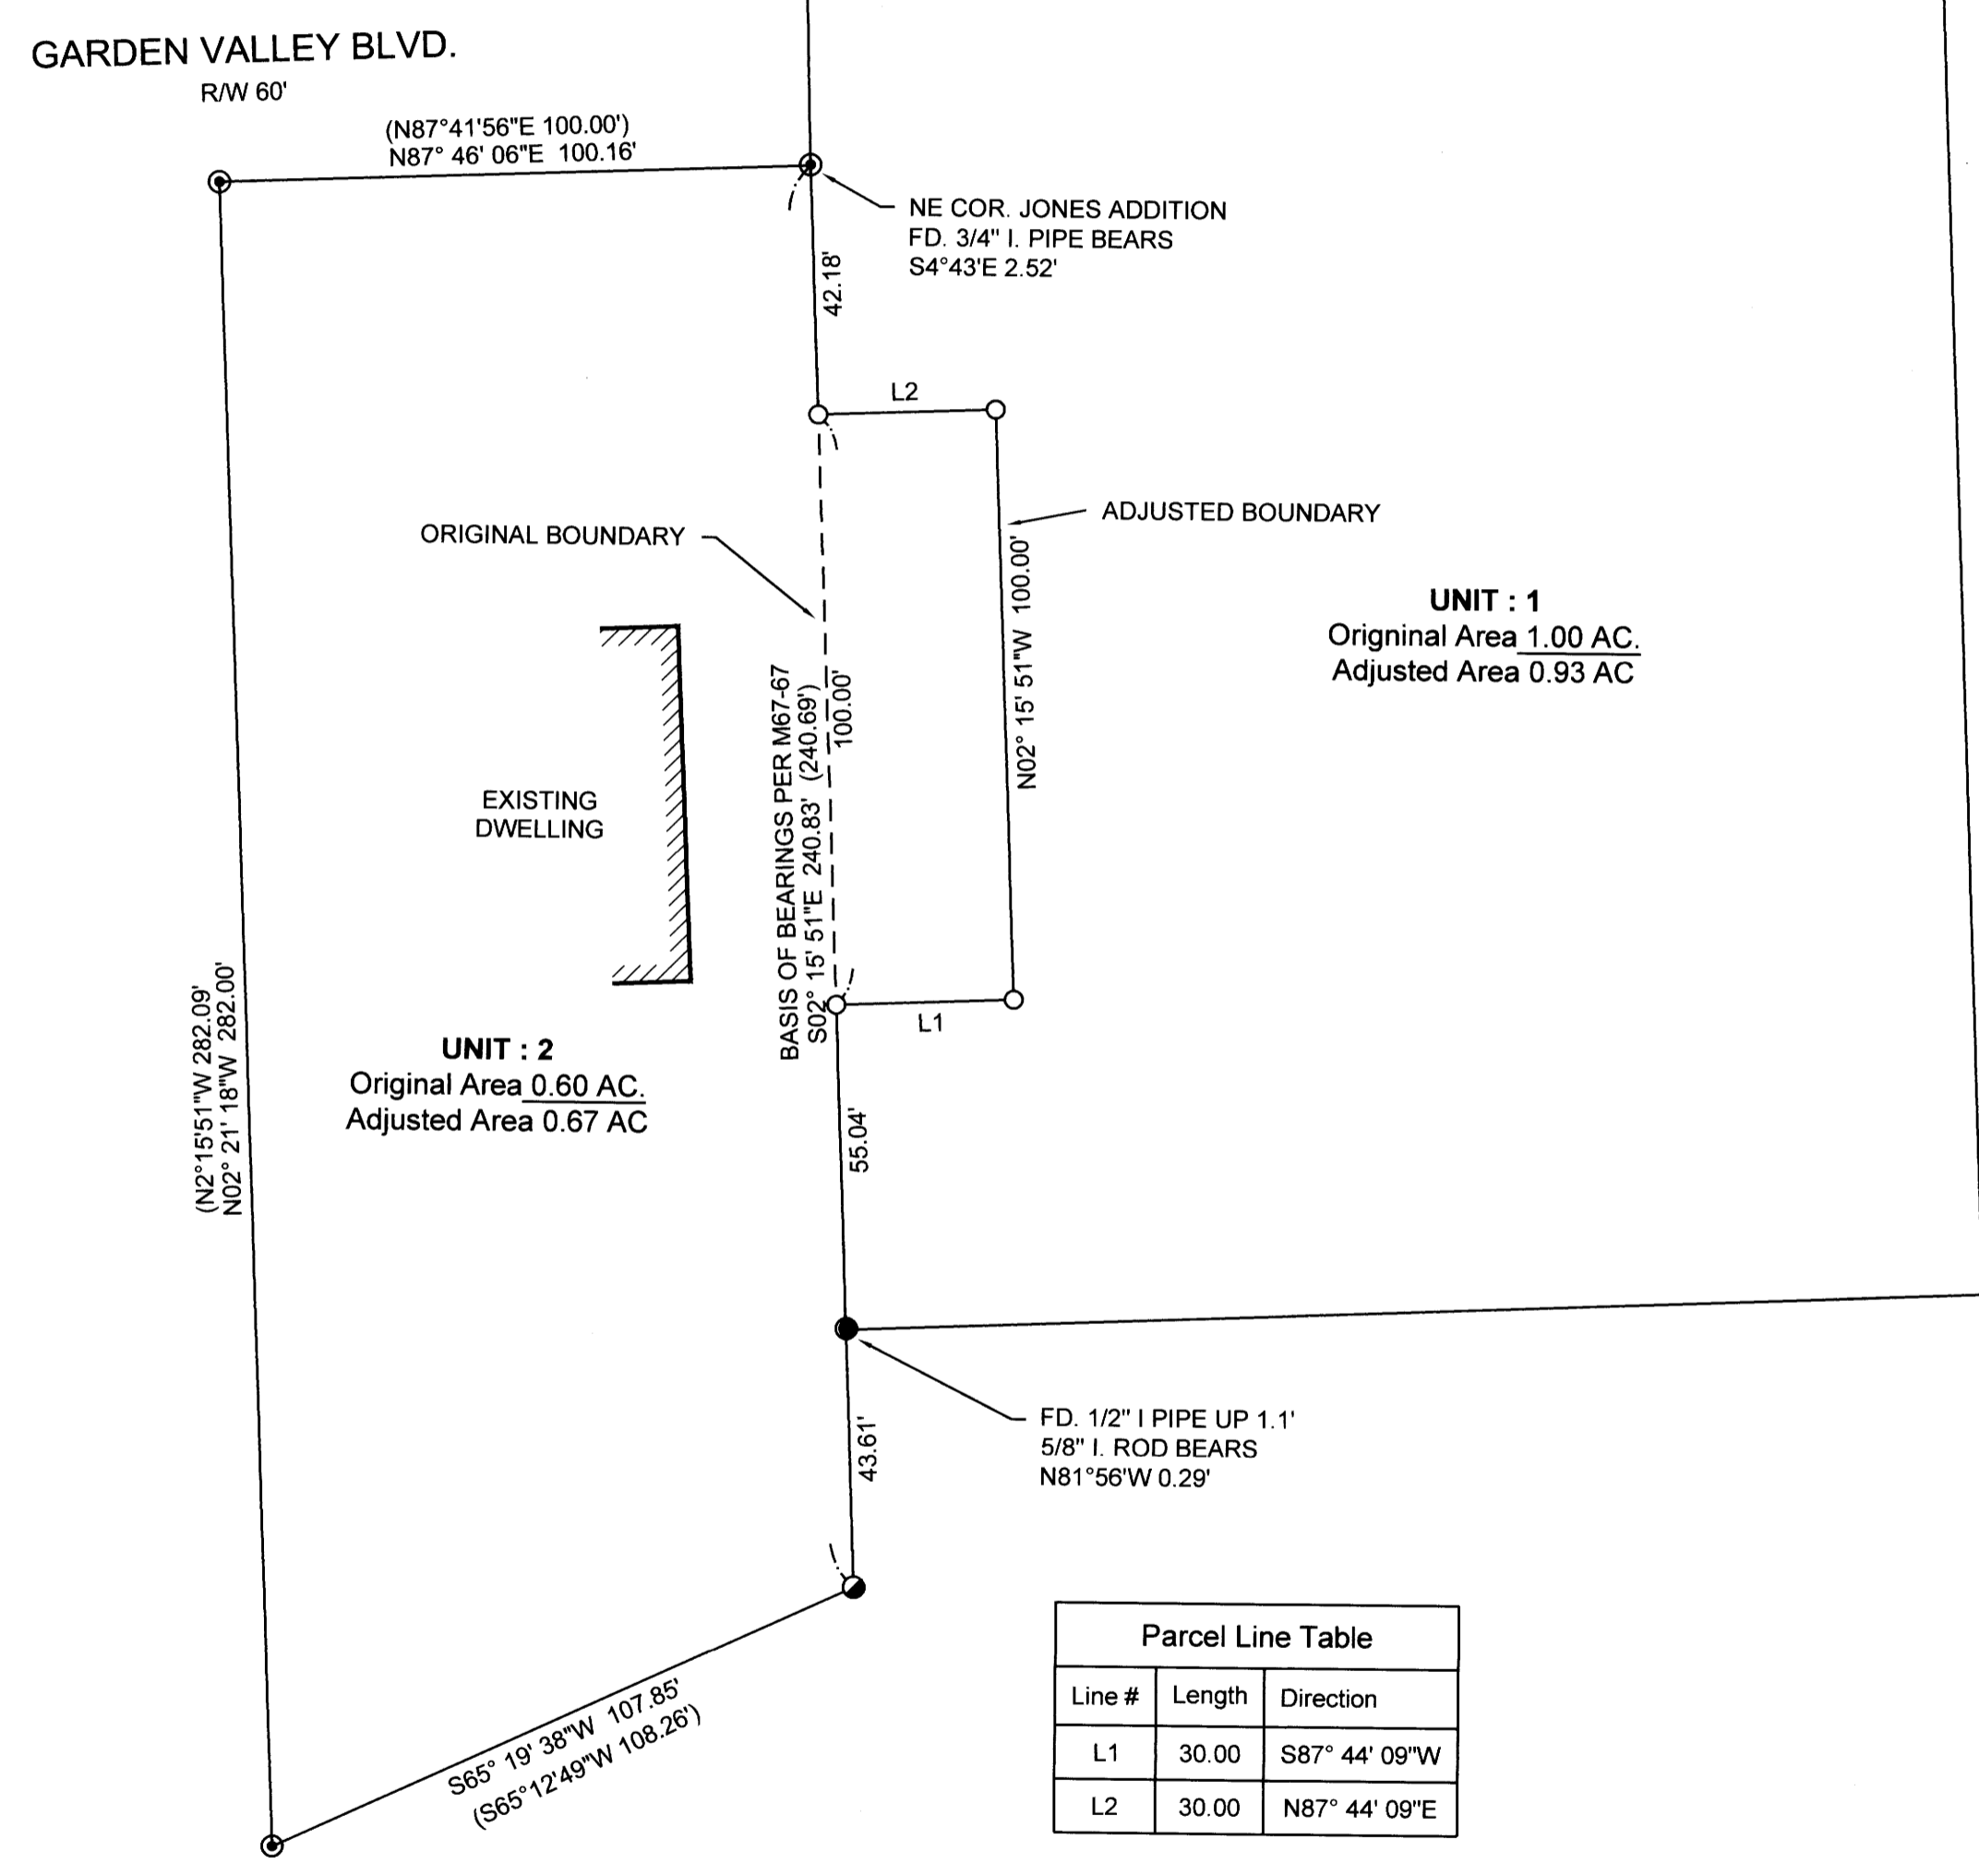 GARDEN VALLEY BLVD.
R/W 60'
(N87°41'56"E 100.00')
N87° 46' 06"E 100.16'
NE COR. JONES ADDITION
FD. 3/4" I. PIPE BEARS
S4°43'E 2.52'
42.18'
L2
ORIGINAL BOUNDARY
ADJUSTED BOUNDARY
N02° 15' 51"W 100.00'
UNIT : 1
Origninal Area 1.00 AC.
Adjusted Area 0.93 AC
BASIS OF BEARINGS PER M67-67
S02° 15' 51"E 240.83' (240.69')
100.00'
EXISTING
DWELLING
L1
UNIT : 2
Original Area 0.60 AC.
Adjusted Area 0.67 AC
(N2°15'51"W 282.09'
N02° 21' 18"W 282.00'
55.04'
43.61'
FD. 1/2" I PIPE UP 1.1'
5/8" I. ROD BEARS
N81°56'W 0.29'
S65° 19' 38"W 107.85'
(S65°12'49"W 108.26')
Parcel Line Table
Line # Length Direction
L1 30.00 S87° 44' 09"W
L2 30.00 N87° 44' 09"E